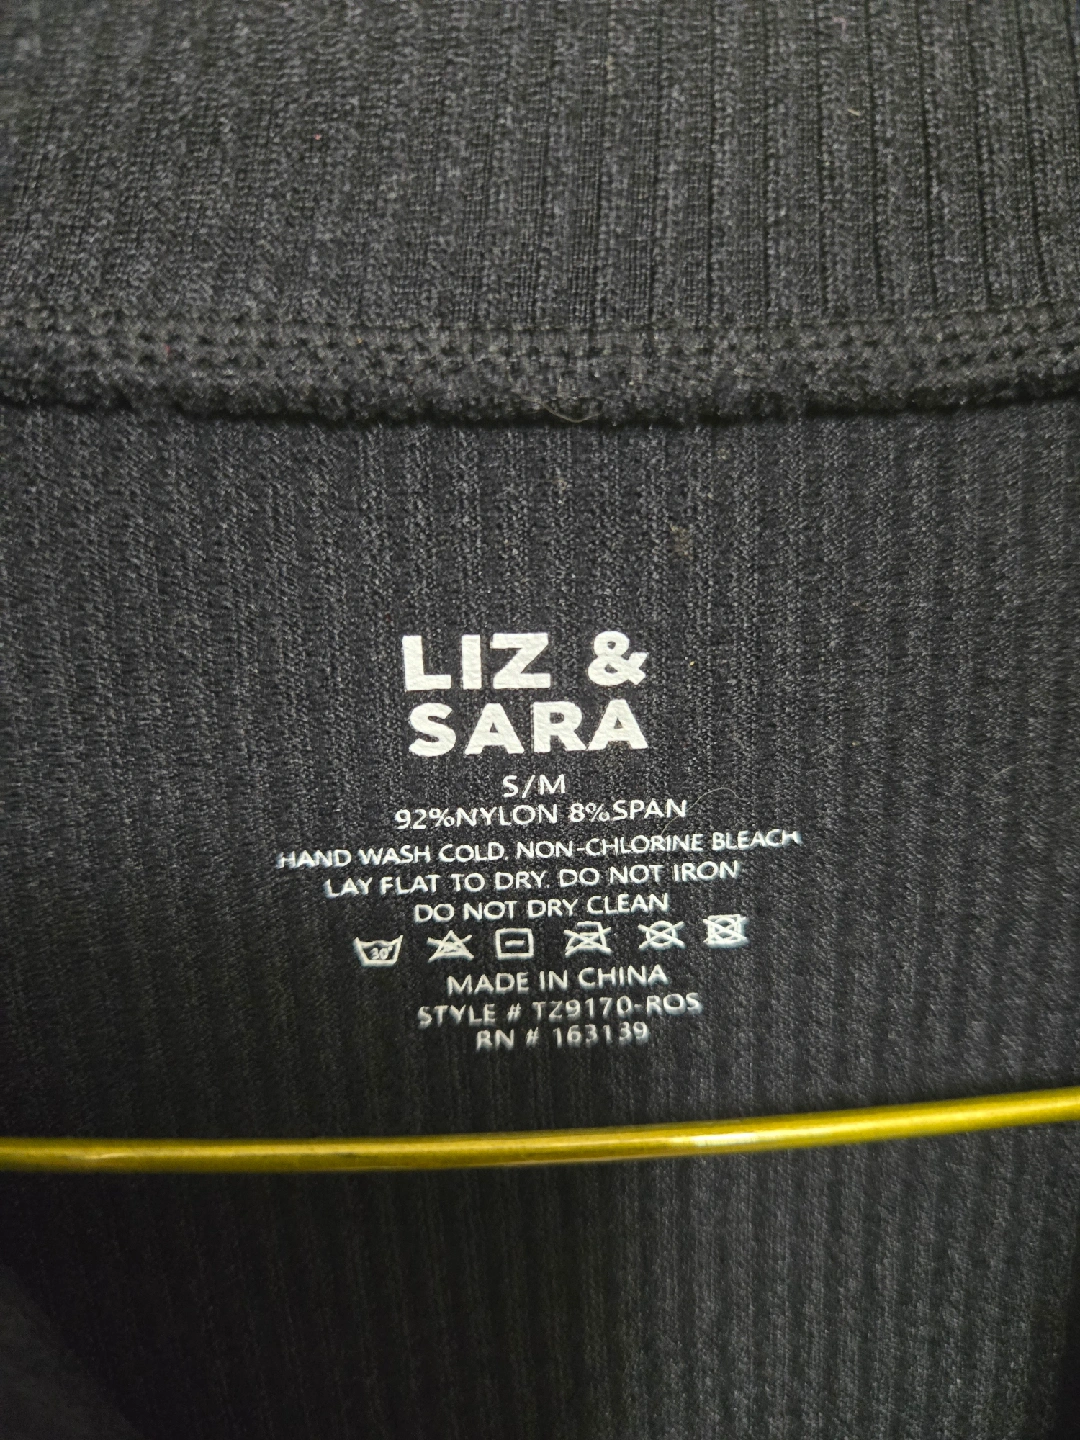 LIZ &
SARA
S/M
92%NYLON 8%SPAN
HAND WASH COLD. NON-CHLORINE BLEACH
LAY FLAT TO DRY. DO NOT IRON
DO NOT DRY CLEAN
30°
MADE IN CHINA
STYLE # TZ9170-ROS
RN # 163139